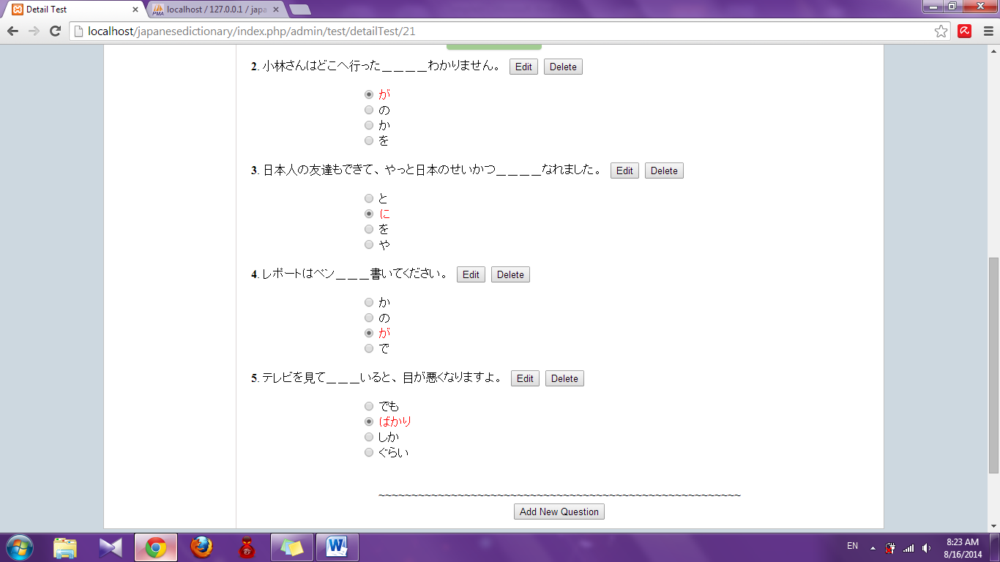 Detail Test
localhost / 127.0.0.1 / japa
localhost/japanesedictionary/index.php/admin/test/detailTest/21
2. 小林さんはどこへ行った＿＿＿＿わかりません。 Edit Delete
が
の
か
を
3. 日本人の友達もできて、やっと日本のせいかつ＿＿＿＿なれました。 Edit Delete
と
に
を
や
4. レポートはペン＿＿＿書いてください。 Edit Delete
か
の
が
で
5. テレビを見て＿＿＿いると、目が悪くなりますよ。 Edit Delete
でも
ばかり
しか
ぐらい
~~~~~~~~~~~~~~~~~~~~~~~~~~~~~~~~~~~~~~~~~~~~~~~~~~~~~~~
Add New Question
EN
8:23 AM
8/16/2014